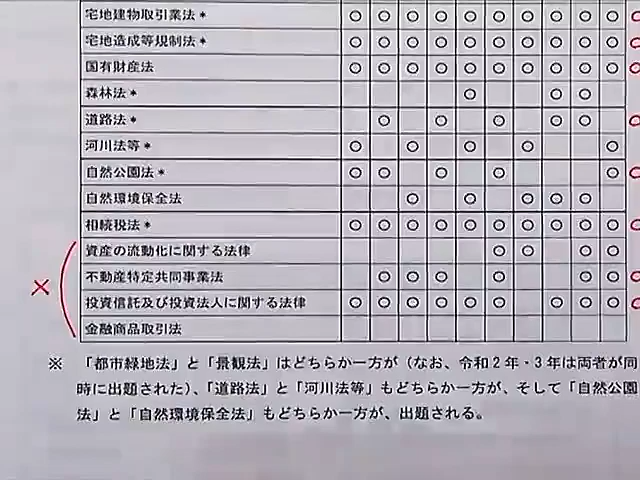 宅地建物取引業法* ○ ○ ○ ○ ○ ○ ○ ○ ○ ○ ○
宅地造成等規制法* ○ ○ ○ ○ ○ ○ ○ ○ ○ ○ ○
国有財産法 ○ ○ ○ ○ ○ ○ ○ ○ ○ ○ ○
森林法* ○ ○ ○
道路法* ○ ○ ○ ○ ○ ○
河川法等* ○ ○ ○ ○ ○
自然公園法* ○ ○ ○ ○ ○ ○
自然環境保全法 ○ ○ ○ ○ ○
相続税法* ○ ○ ○ ○ ○ ○ ○ ○ ○ ○ ○
資産の流動化に関する法律 ○ ○ ○ ○
× 不動産特定共同事業法 ○ ○ ○ ○ ○ ○ ○
投資信託及び投資法人に関する法律 ○ ○ ○ ○ ○ ○ ○ ○ ○ ○
金融商品取引法
※ 「都市緑地法」と「景観法」はどちらか一方が（なお、令和2年・3年は両者が同
時に出題された）、「道路法」と「河川法等」もどちらか一方が、そして「自然公園
法」と「自然環境保全法」もどちらか一方が、出題される。